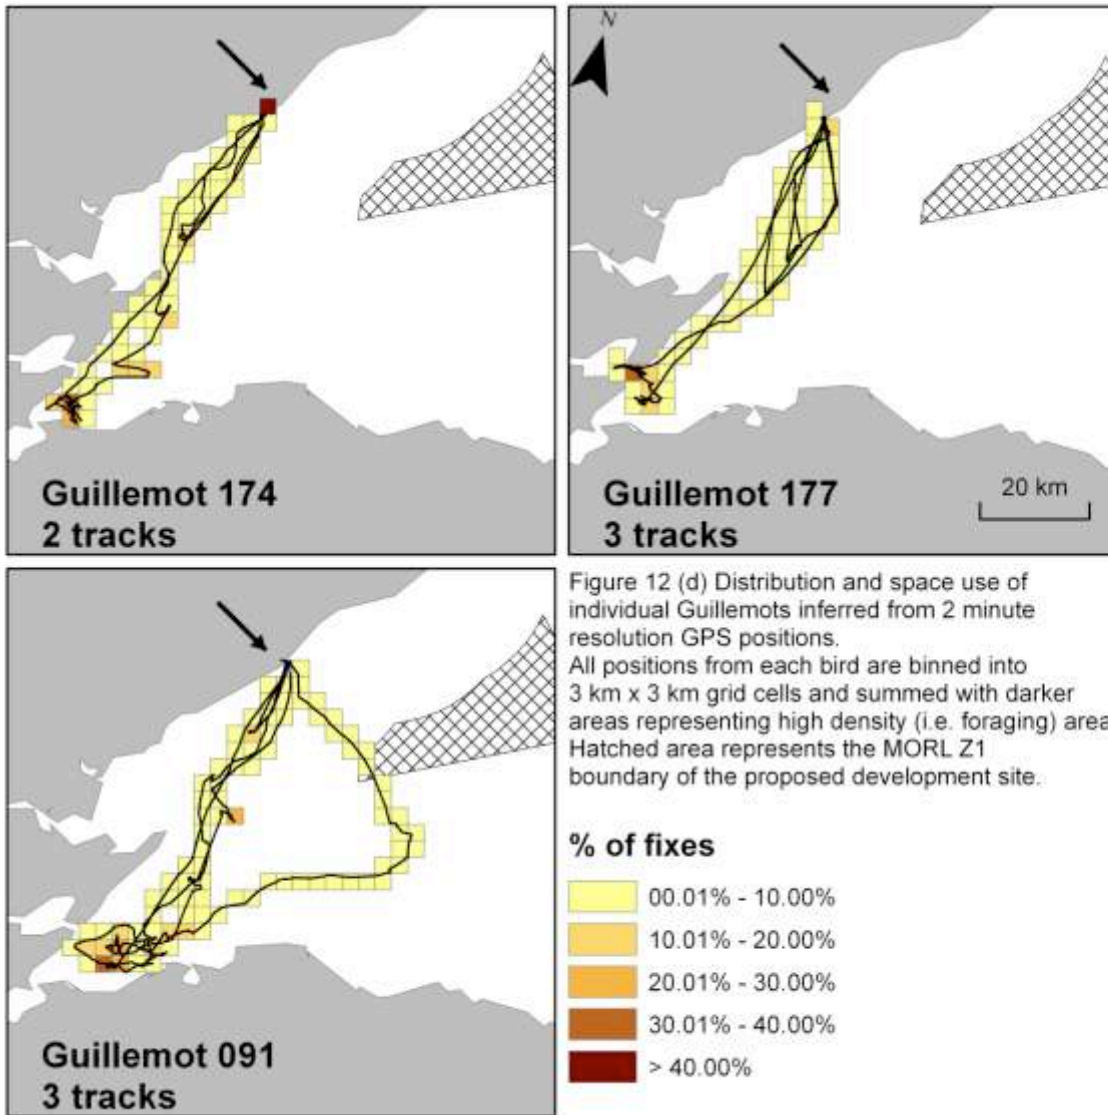 N
Guillemot 174
2 tracks
Guillemot 177
3 tracks
20 km
Guillemot 091
3 tracks
Figure 12 (d) Distribution and space use of
individual Guillemots inferred from 2 minute
resolution GPS positions.
All positions from each bird are binned into
3 km x 3 km grid cells and summed with darker
areas representing high density (i.e. foraging) area
Hatched area represents the MORL Z1
boundary of the proposed development site.
% of fixes
00.01% - 10.00%
10.01% - 20.00%
20.01% - 30.00%
30.01% - 40.00%
> 40.00%